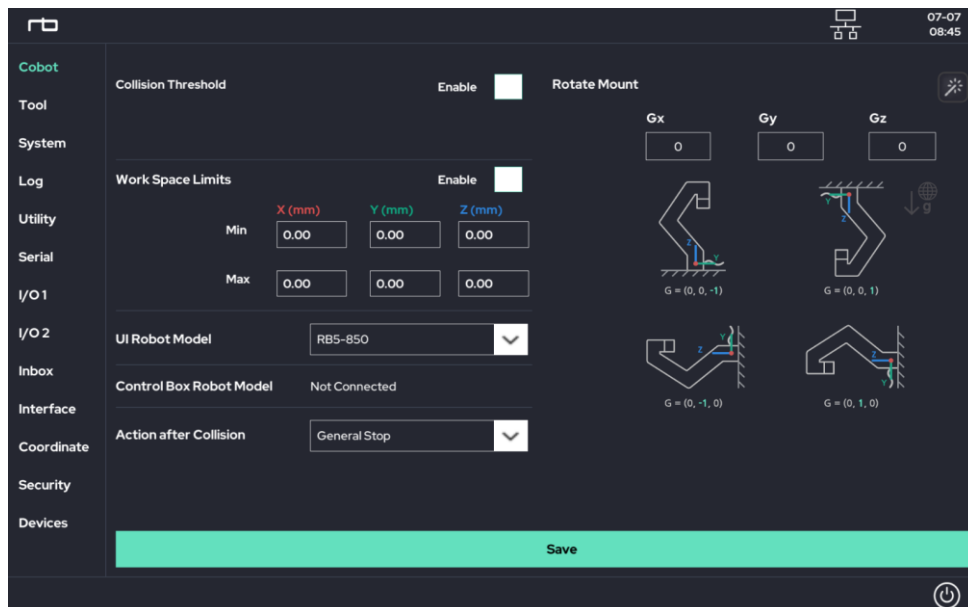 rb
07-07
08:45
Cobot
Tool
System
Log
Utility
Serial
I/O 1
I/O 2
Inbox
Interface
Coordinate
Security
Devices
Collision Threshold Enable
Work Space Limits Enable
X (mm) Y (mm) Z (mm)
Min 0.00 0.00 0.00
Max 0.00 0.00 0.00
UI Robot Model RB5-850
Control Box Robot Model Not Connected
Action after Collision General Stop
Rotate Mount
Gx Gy Gz
0 0 0
Z Y
Y Z
g
G = (0, 0, -1) G = (0, 0, 1)
Y Z
Z Y
G = (0, -1, 0) G = (0, 1, 0)
Save